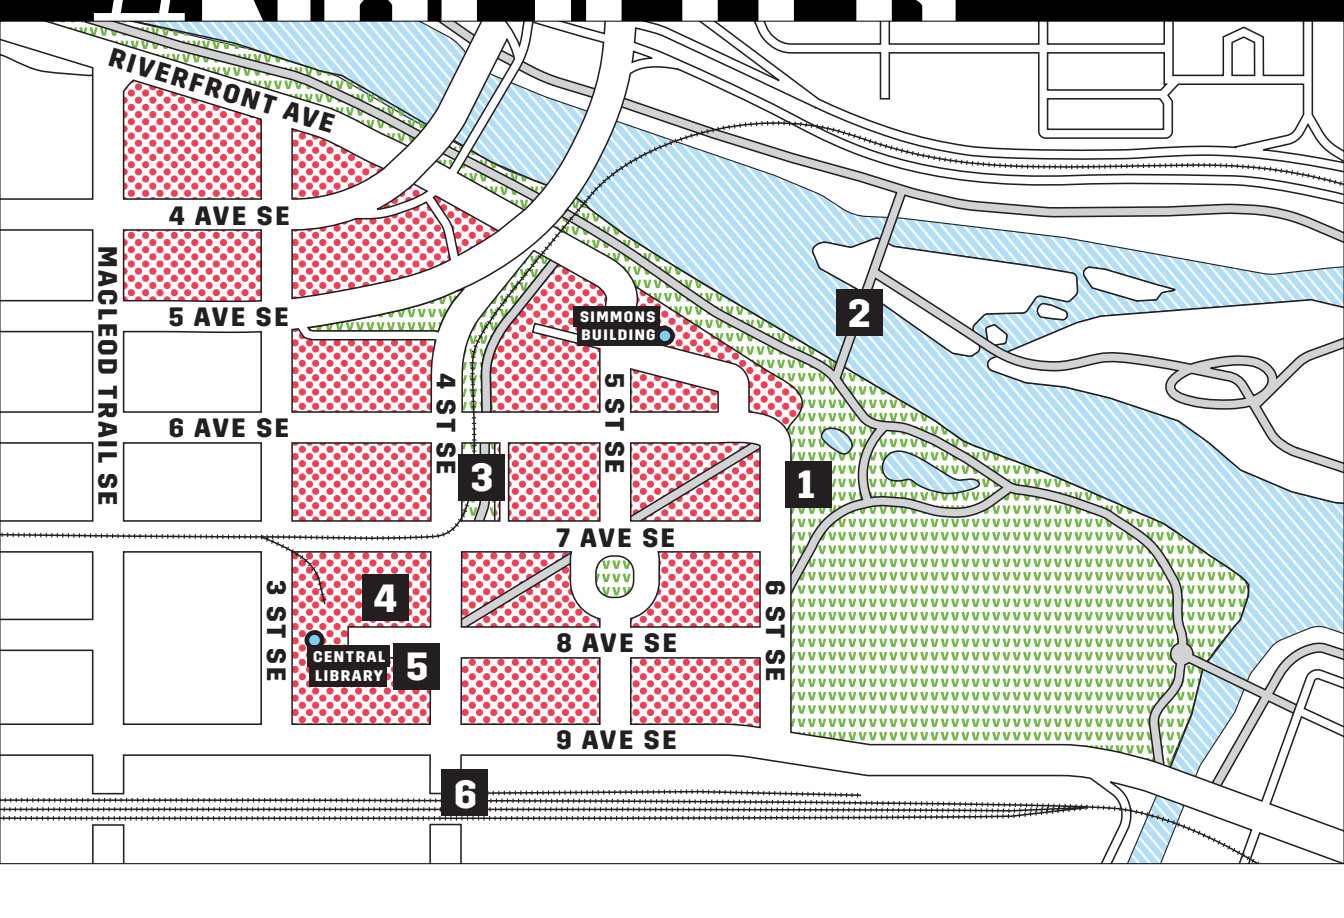 RIVERFRONT AVE
4 AVE SE
MACLEOD TRAIL SE
5 AVE SE
SIMMONS
BUILDING
2
4 ST SE
5 ST SE
6 AVE SE
3
1
7 AVE SE
3 ST SE
4
6 ST SE
8 AVE SE
CENTRAL
LIBRARY
5
9 AVE SE
6